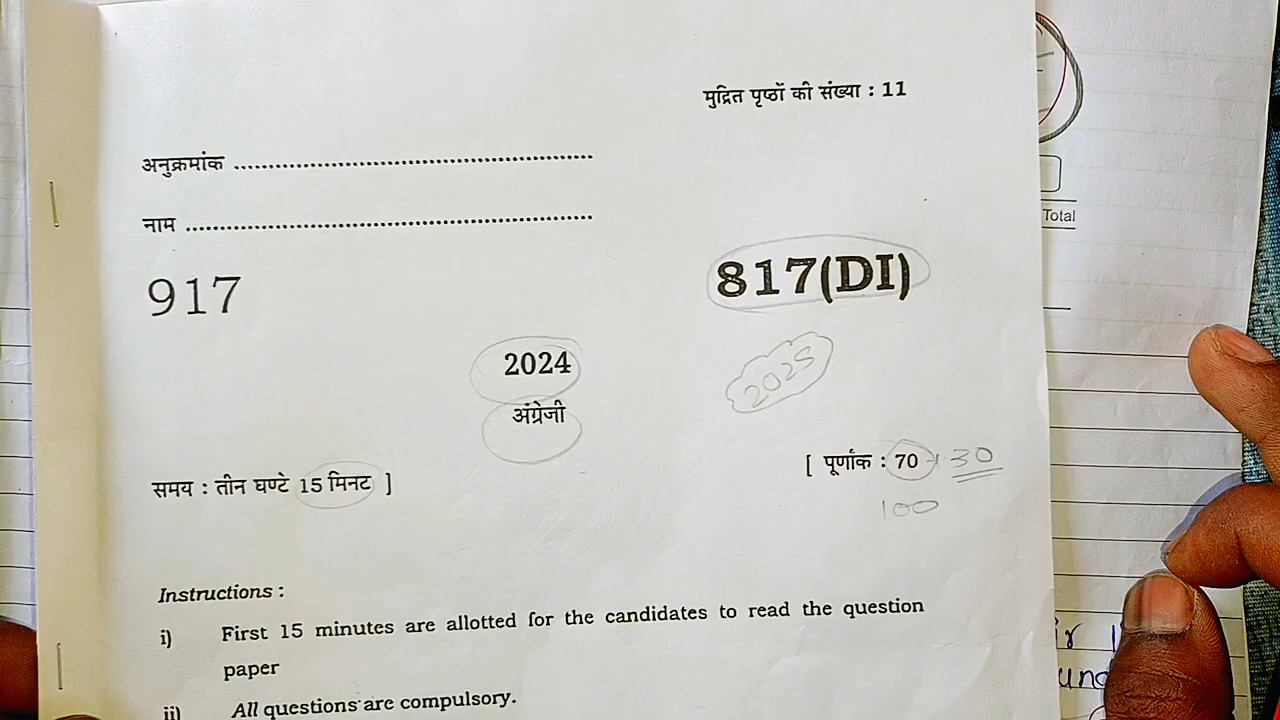 मुद्रित पृष्ठों की संख्या : 11
अनुक्रमांक ............................................................
नाम ....................................................................
917
817(DI)
2024
2025
अंग्रेजी
समय : तीन घण्टे 15 मिनट ]
[ पूर्णांक : 70 + 30
100
Instructions :
i) First 15 minutes are allotted for the candidates to read the question
paper
ii) All questions are compulsory.
Total